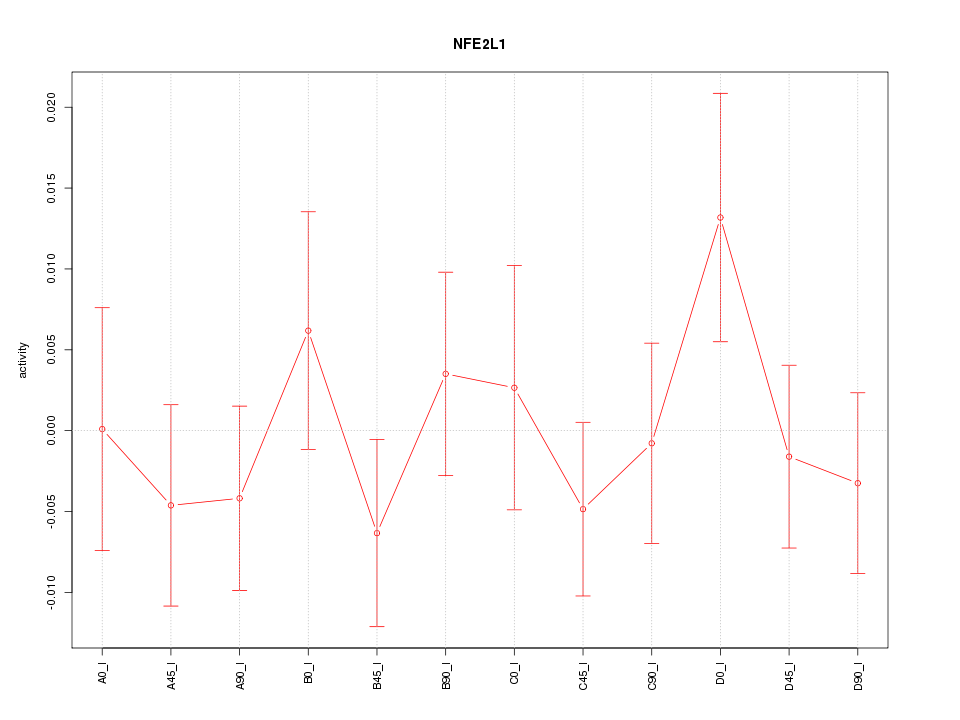 NFE2L1
activity
0.020
0.015
0.010
0.005
0.000
-0.005
-0.010
A0_I
A45_I
A90_I
B0_I
B45_I
B90_I
C0_I
C45_I
C90_I
D0_I
D45_I
D90_I